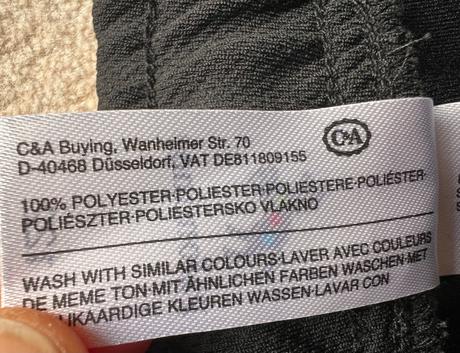 C&A Buying, Wanheimer Str. 70
C&A
D-40468 Düsseldorf, VAT DE811809155
100% POLYESTER·POLIESTER·POLIESTERE·POLIÉSTER·
POLIÉSZTER·POLIESTERSKO VLAKNO
WASH WITH SIMILAR COLOURS·LAVER AVEC COULEURS
DE MEME TON·MIT ÄHNLICHEN FARBEN WASCHEN·MET
KLEUREN WASSEN·LAVAR CON